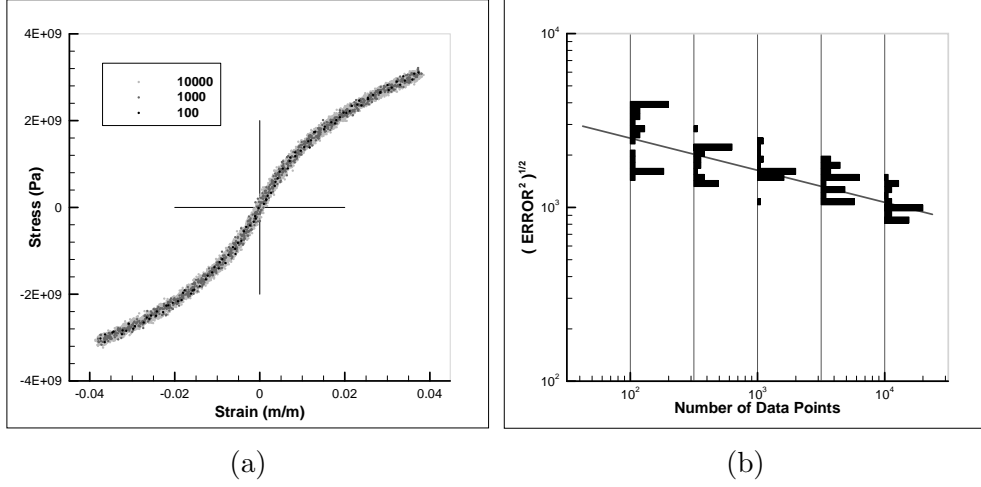 4E+09
2E+09
0
-2E+09
-4E+09
Stress (Pa)
10000
1000
100
-0.04
-0.02
0
0.02
0.04
Strain (m/m)
(a)
10⁴
10³
10²
( ERROR² )¹/²
10²
10³
10⁴
Number of Data Points
(b)